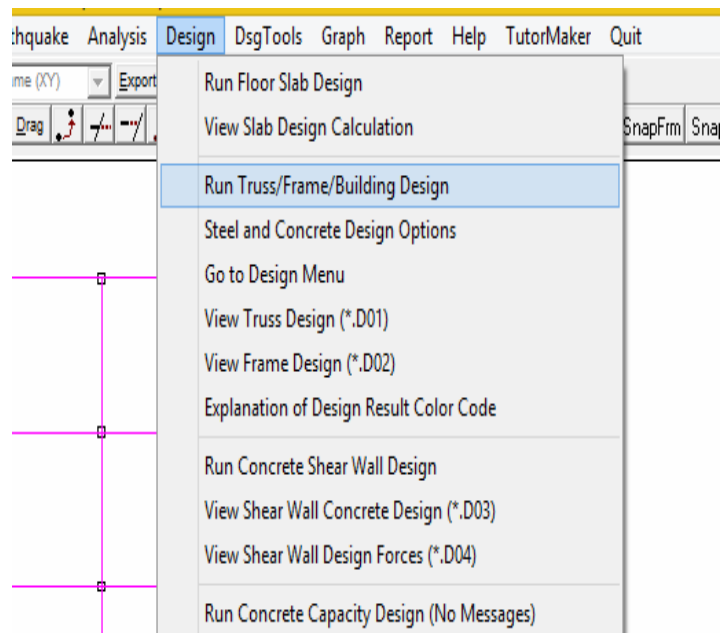 thquake Analysis Design DsgTools Graph Report Help TutorMaker Quit
me (XY) Export
Drag SnapFrm Snap
Run Floor Slab Design
View Slab Design Calculation
Run Truss/Frame/Building Design
Steel and Concrete Design Options
Go to Design Menu
View Truss Design (*.D01)
View Frame Design (*.D02)
Explanation of Design Result Color Code
Run Concrete Shear Wall Design
View Shear Wall Concrete Design (*.D03)
View Shear Wall Design Forces (*.D04)
Run Concrete Capacity Design (No Messages)